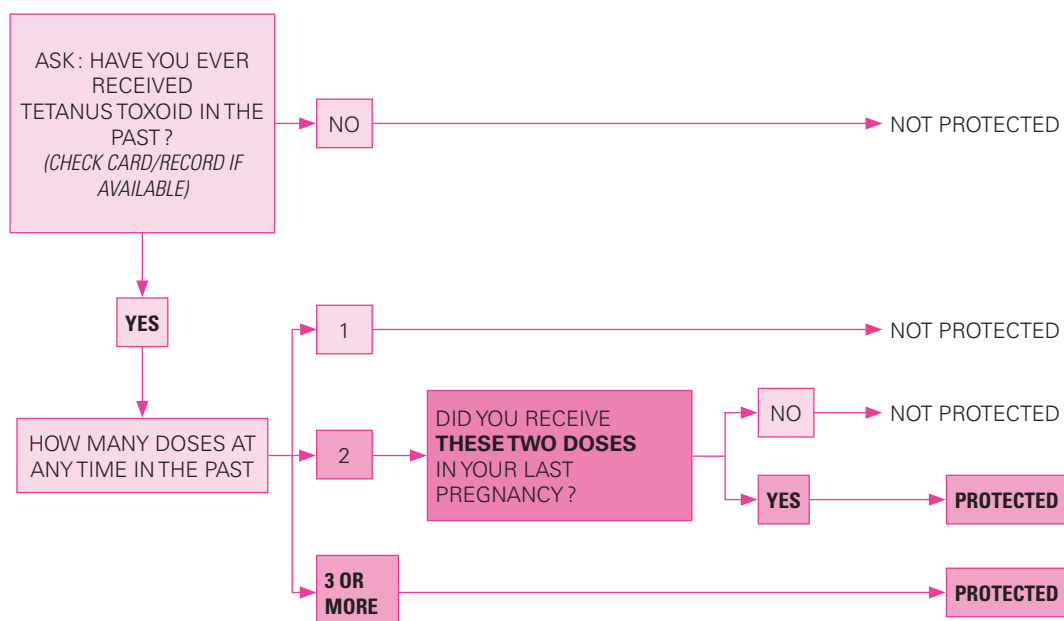 ASK: HAVE YOU EVER
RECEIVED
TETANUS TOXOID IN THE
PAST?
(CHECK CARD/RECORD IF
AVAILABLE)
NO
NOT PROTECTED
YES
HOW MANY DOSES AT
ANY TIME IN THE PAST
1
NOT PROTECTED
2
DID YOU RECEIVE
THESE TWO DOSES
IN YOUR LAST
PREGNANCY?
NO
NOT PROTECTED
YES
PROTECTED
3 OR
MORE
PROTECTED